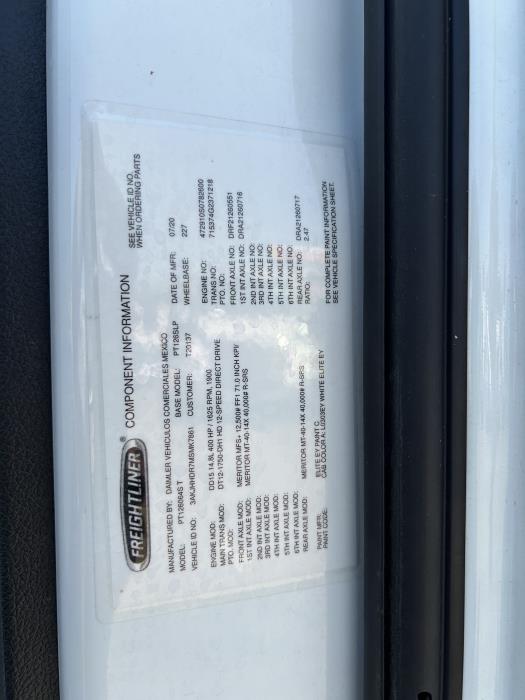 FREIGHTLINER® COMPONENT INFORMATION SEE VEHICLE ID NO. WHEN ORDERING PARTS
MANUFACTURED BY: DAIMLER VEHICULOS COMERCIALES MEXICO DATE OF MFR: 07/20
MODEL: PT126064S T BASE MODEL: PT126SLP WHEELBASE: 227
VEHICLE ID NO: 3AKJHHDR7MSMK7861 CUSTOMER: T20137
ENGINE MOD: DD15 14.8L 400 HP / 1625 RPM, 1900 ENGINE NO: 472910S0782600
MAIN TRANS MOD: DT12-1750-DH1 HD 12-SPEED DIRECT DRIVE TRANS NO: 715374G2371218
PTO. MOD: PTO. NO:
FRONT AXLE MOD: MERITOR MFS+ 12,500# FF1 71.0 INCH KPI/ FRONT AXLE NO: DRF21260551
1ST INT AXLE MOD: MERITOR MT-40-14X 40,000# R-SRS 1ST INT AXLE NO: DRA21260716
2ND INT AXLE MOD: 2ND INT AXLE NO:
3RD INT AXLE MOD: 3RD INT AXLE NO:
4TH INT AXLE MOD: 4TH INT AXLE NO:
5TH INT AXLE MOD: 5TH INT AXLE NO:
6TH INT AXLE MOD: 6TH INT AXLE NO:
REAR AXLE MOD: MERITOR MT-40-14X 40,000# R-SRS REAR AXLE NO: DRA21260717
RATIO: 2.47
PAINT MFR: ELITE EY PAINT C FOR COMPLETE PAINT INFORMATION
PAINT CODE: CAB COLOR A: L0006EY WHITE ELITE EY SEE VEHICLE SPECIFICATION SHEET.